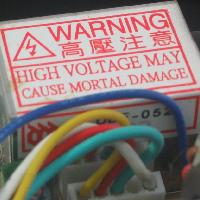 WARNING
高壓注意
HIGH VOLTAGE MAY
CAUSE MORTAL DAMAGE